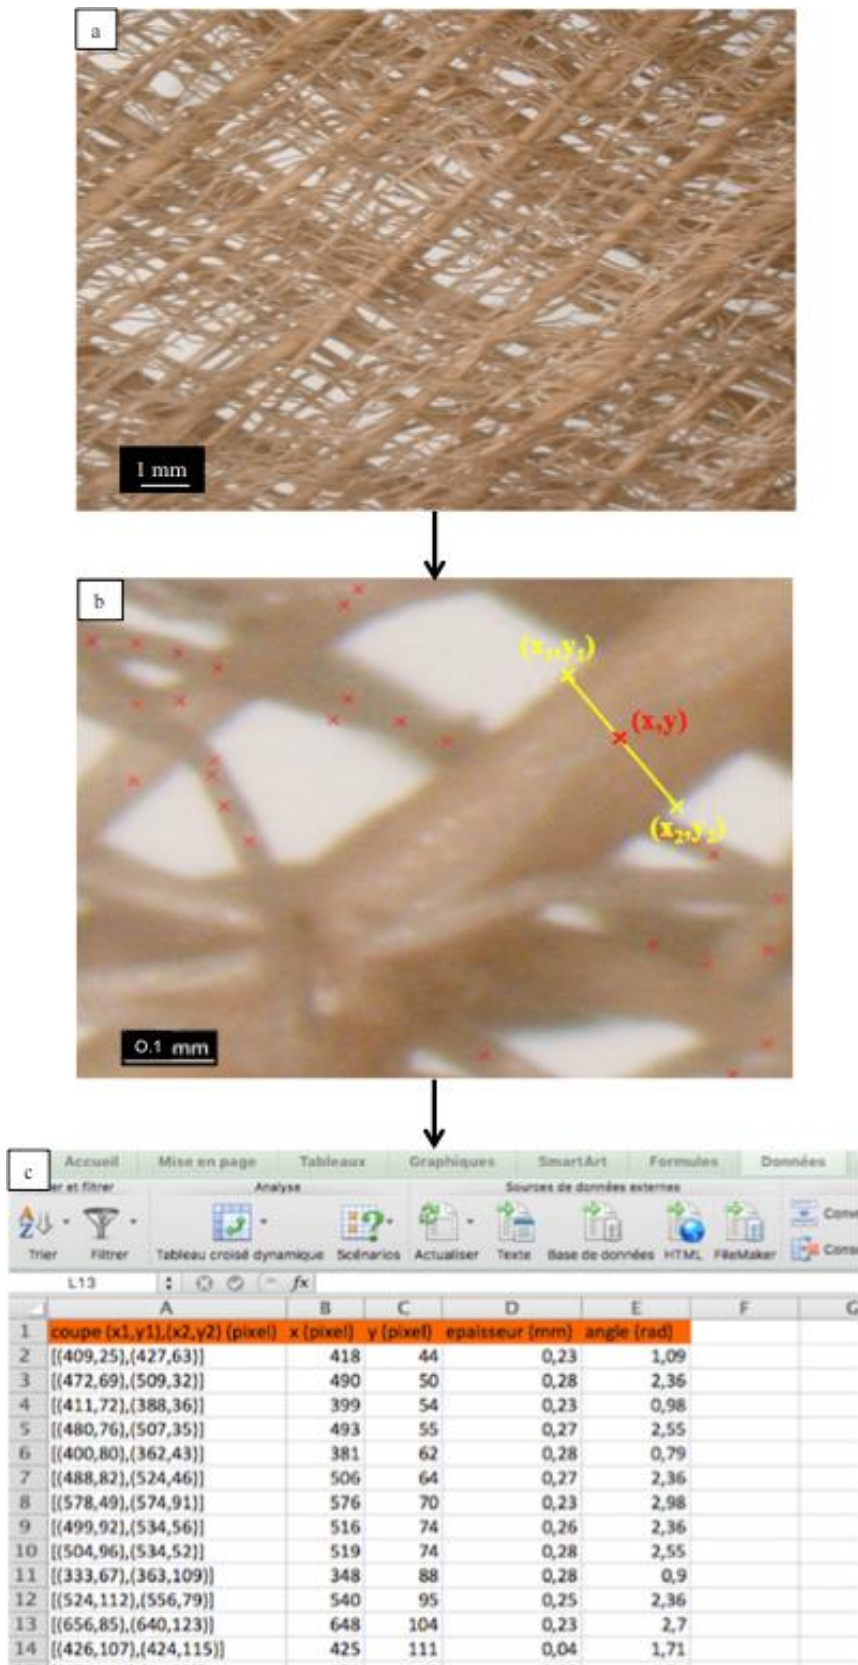 a
1 mm
b
(x₁,y₁)
(x,y)
(x₂,y₂)
0.1 mm
c
Accueil Mise en page Tableaux Graphiques SmartArt Formules Données
er et filtrer Analyse Sources de données externes
Trier Filtrer Tableau croisé dynamique Scénarios Actualiser Texte Base de données HTML FileMaker
Conv
Cons
L13 fx
A B C D E F G
1 coupe (x1,y1),(x2,y2) (pixel) x (pixel) y (pixel) epaisseur (mm) angle (rad)
2 [(409,25),(427,63)] 418 44 0,23 1,09
3 [(472,69),(509,32)] 490 50 0,28 2,36
4 [(411,72),(388,36)] 399 54 0,23 0,98
5 [(480,76),(507,35)] 493 55 0,27 2,55
6 [(400,80),(362,43)] 381 62 0,28 0,79
7 [(488,82),(524,46)] 506 64 0,27 2,36
8 [(578,49),(574,91)] 576 70 0,23 2,98
9 [(499,92),(534,56)] 516 74 0,26 2,36
10 [(504,96),(534,52)] 519 74 0,28 2,55
11 [(333,67),(363,109)] 348 88 0,28 0,9
12 [(524,112),(556,79)] 540 95 0,25 2,36
13 [(656,85),(640,123)] 648 104 0,23 2,7
14 [(426,107),(424,115)] 425 111 0,04 1,71